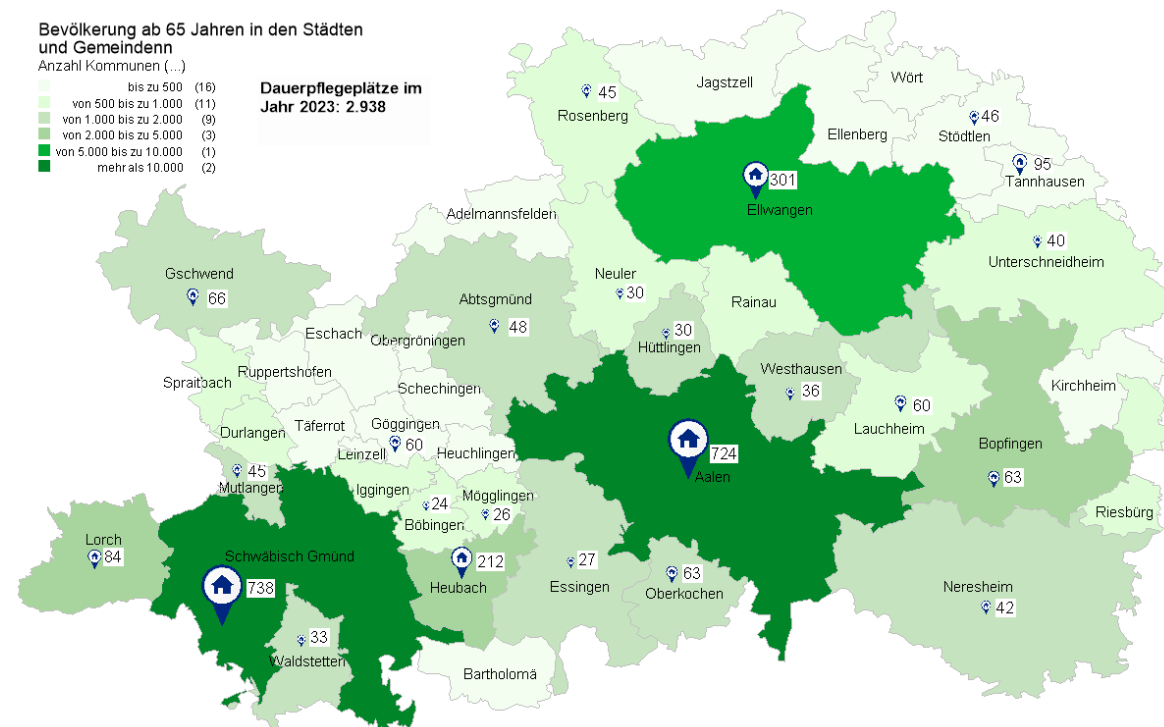 Bevölkerung ab 65 Jahren in den Städten
und Gemeindenn
Anzahl Kommunen (...)
bis zu 500 (16)
von 500 bis zu 1.000 (11)
von 1.000 bis zu 2.000 (9)
von 2.000 bis zu 5.000 (3)
von 5.000 bis zu 10.000 (1)
mehr als 10.000 (2)
Dauerpflegeplätze im
Jahr 2023: 2.938
Jagstzell
Wört
45
Rosenberg
46
Stödtlen
Ellenberg
95
Tannhausen
301
Ellwangen
Adelmannsfelden
40
Unterschneidheim
Gschwend
66
Neuler
30
Rainau
Abtsgmünd
48
Eschach
Obergröningen
30
Hüttlingen
Westhausen
36
Ruppertshofen
Spraitbach
Schechingen
Kirchheim
60
Lauchheim
Täferrot
Göggingen
60
Durlangen
Leinzell
Heuchlingen
Bopfingen
63
724
Aalen
45
Mutlangen
Iggingen
Mögglingen
26
24
Böbingen
Riesbürg
Lorch
84
Schwäbisch Gmünd
738
212
Heubach
27
Essingen
63
Oberkochen
Neresheim
42
33
Waldstetten
Bartholomä